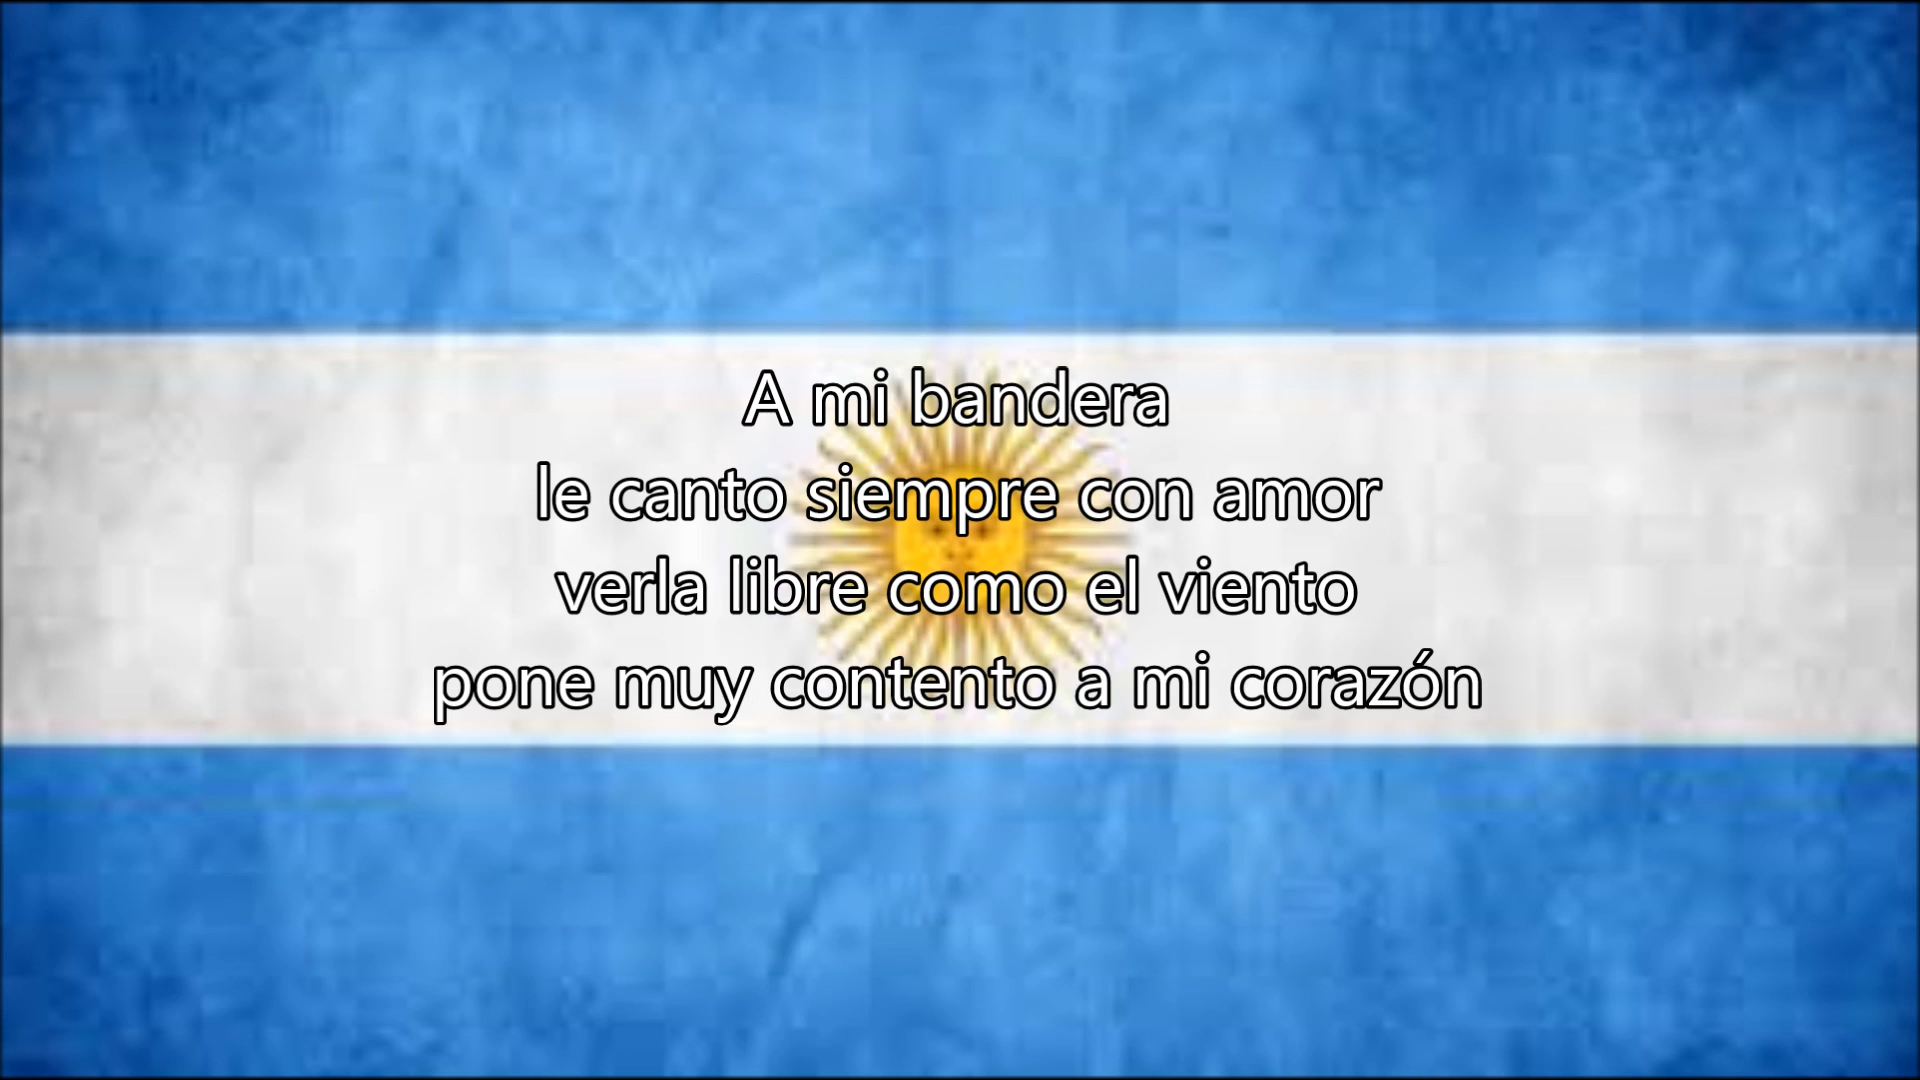 A mi bandera
le canto siempre con amor
verla libre como el viento
pone muy contento a mi corazón